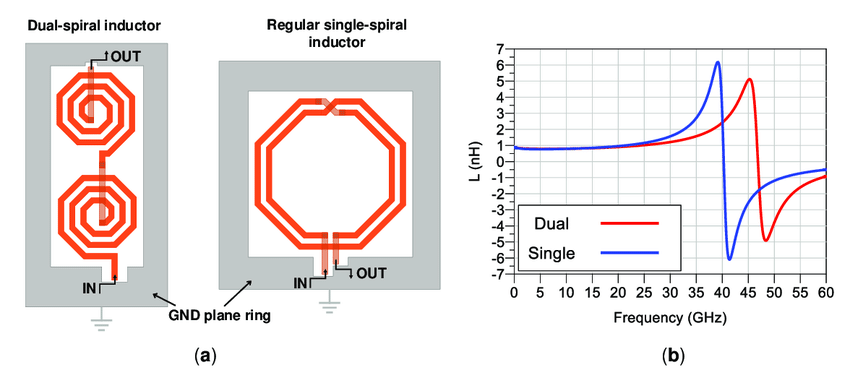 Dual-spiral inductor
OUT
IN
Regular single-spiral
inductor
IN
OUT
GND plane ring
(a)
7
6
5
4
3
2
1
0
-1
-2
-3
-4
-5
-6
-7
L (nH)
Dual
Single
0 5 10 15 20 25 30 35 40 45 50 55 60
Frequency (GHz)
(b)